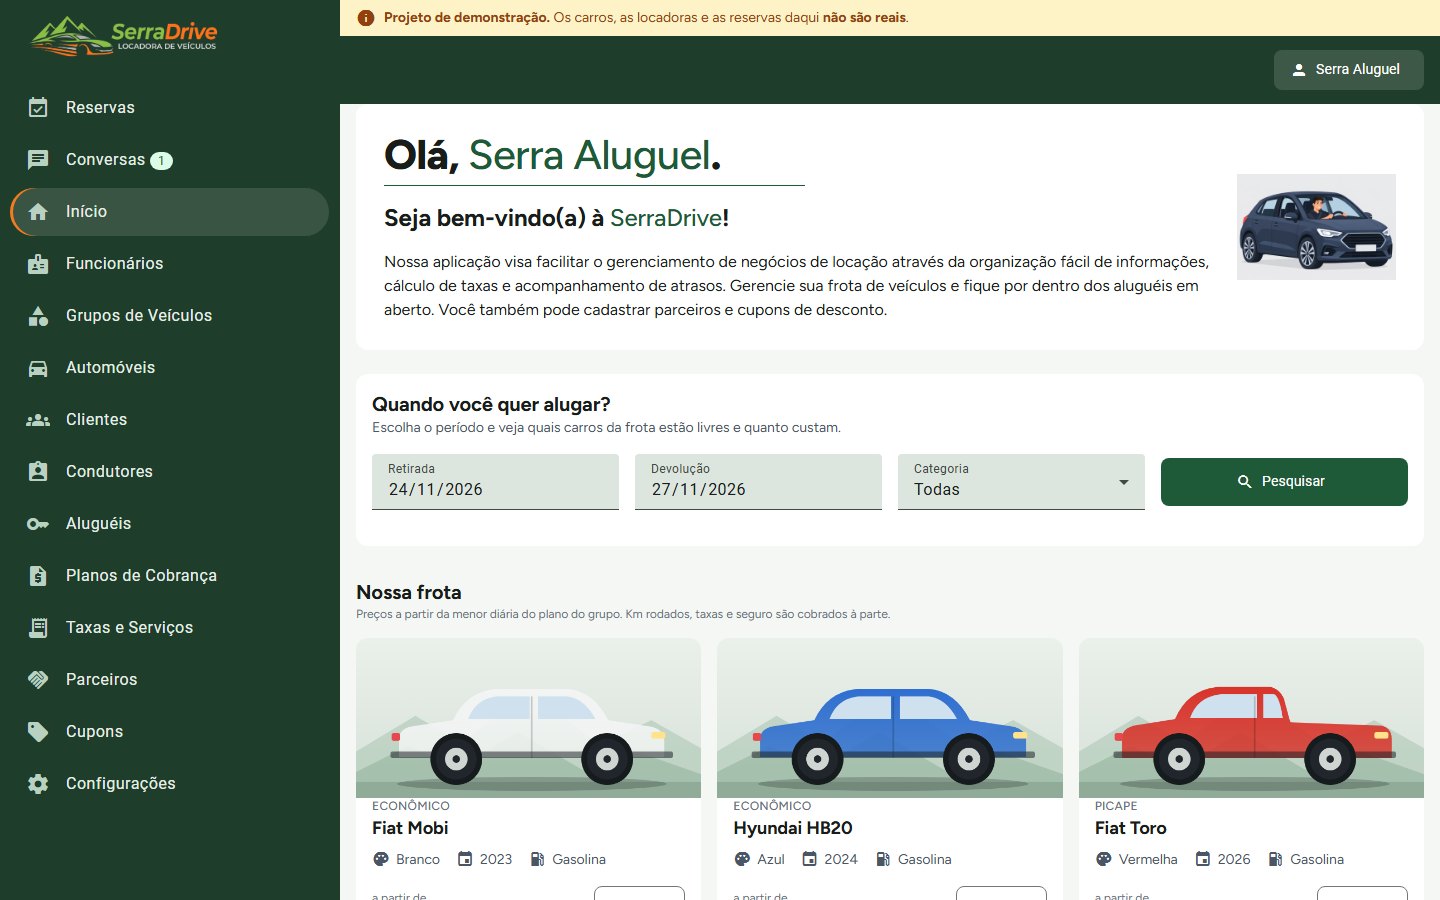 SerraDrive
LOCADORA DE VEÍCULOS
Projeto de demonstração. Os carros, as locadoras e as reservas daqui não são reais.
Serra Aluguel
Reservas
Conversas 1
Início
Funcionários
Grupos de Veículos
Automóveis
Clientes
Condutores
Aluguéis
Planos de Cobrança
Taxas e Serviços
Parceiros
Cupons
Configurações
Olá, Serra Aluguel.
Seja bem-vindo(a) à SerraDrive!
Nossa aplicação visa facilitar o gerenciamento de negócios de locação através da organização fácil de informações,
cálculo de taxas e acompanhamento de atrasos. Gerencie sua frota de veículos e fique por dentro dos aluguéis em
aberto. Você também pode cadastrar parceiros e cupons de desconto.
Quando você quer alugar?
Escolha o período e veja quais carros da frota estão livres e quanto custam.
Retirada
24/11/2026
Devolução
27/11/2026
Categoria
Todas
Pesquisar
Nossa frota
Preços a partir da menor diária do plano do grupo. Km rodados, taxas e seguro são cobrados à parte.
ECONÔMICO
Fiat Mobi
Branco 2023 Gasolina
a partir de
ECONÔMICO
Hyundai HB20
Azul 2024 Gasolina
a partir de
PICAPE
Fiat Toro
Vermelha 2026 Gasolina
a partir de